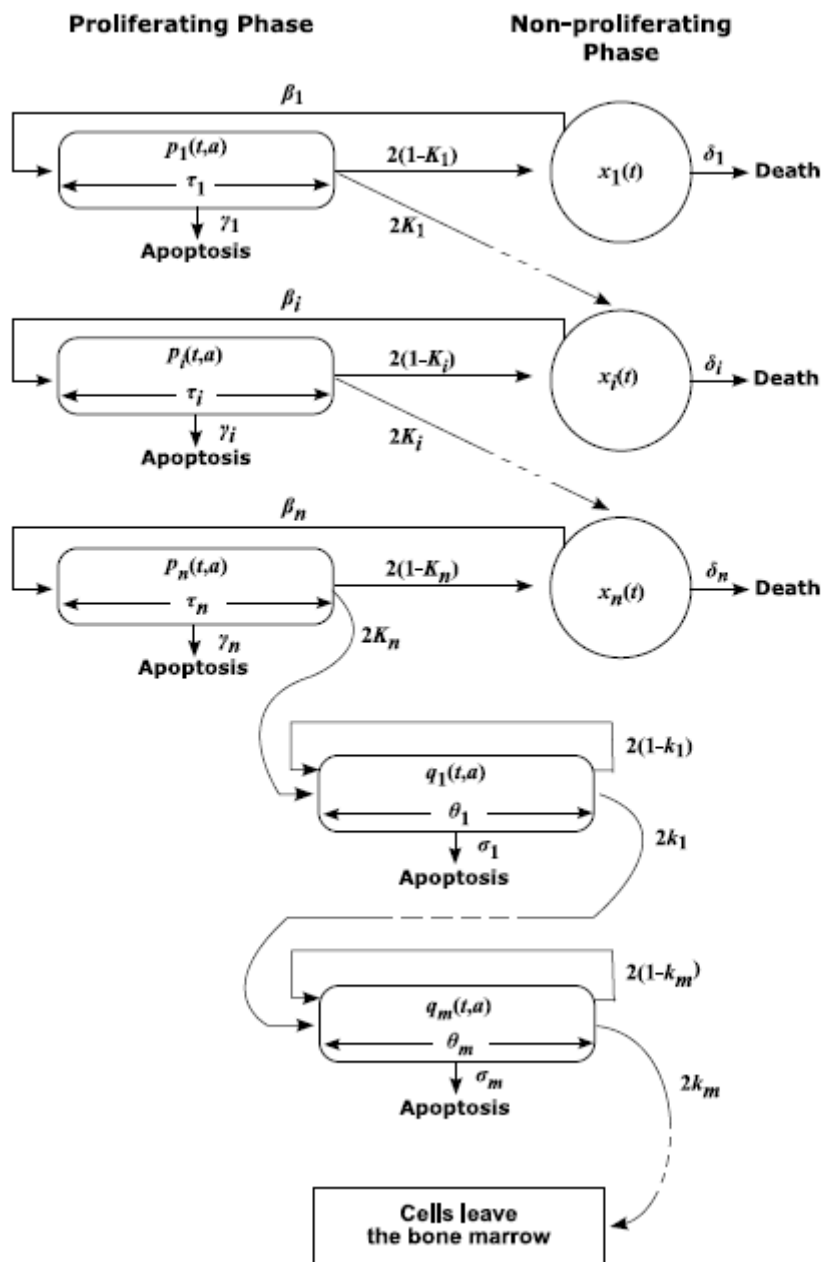 Proliferating Phase
Non-proliferating
Phase
β1
p1(t,a)
τ1
2(1-K1)
x1(t)
δ1
Death
γ1
2K1
Apoptosis
βi
pi(t,a)
τi
2(1-Ki)
xi(t)
δi
Death
γi
2Ki
Apoptosis
βn
pn(t,a)
τn
2(1-Kn)
xn(t)
δn
Death
γn
2Kn
Apoptosis
q1(t,a)
2(1-k1)
θ1
σ1
2k1
Apoptosis
qm(t,a)
2(1-km)
θm
σm
2km
Apoptosis
Cells leave
the bone marrow